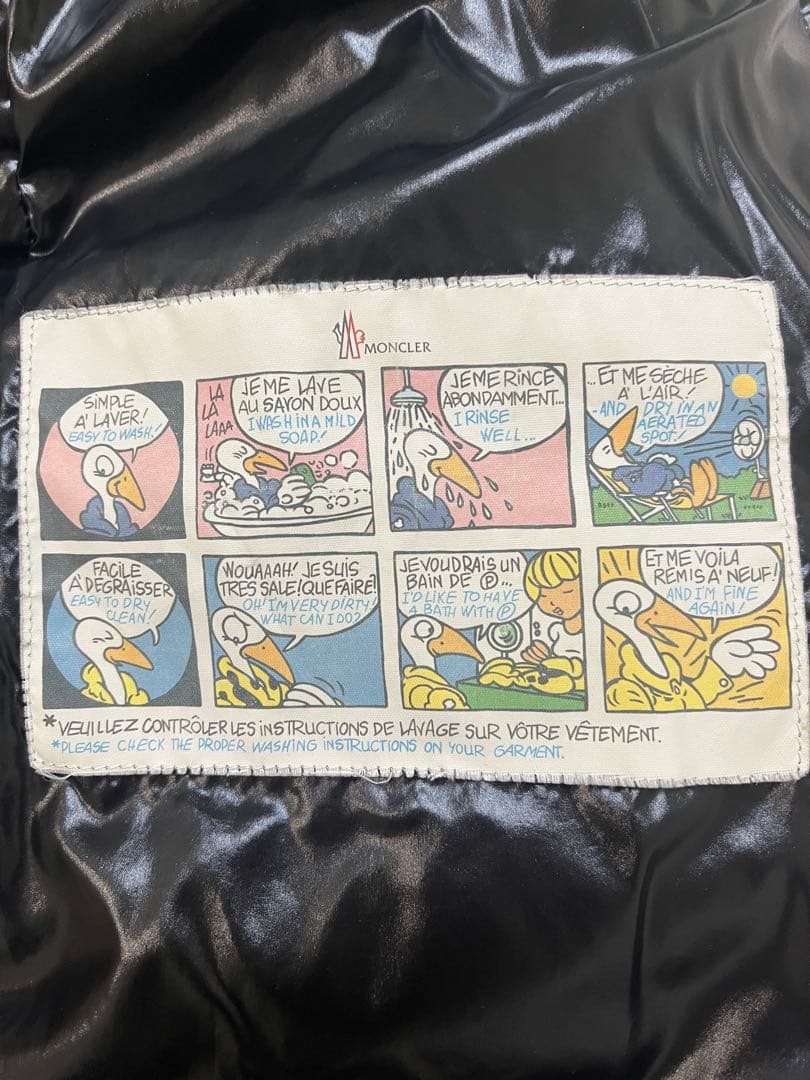 MONCLER
SIMPLE
A' LAVER!
EASY TO WASH!
LA
LA
LAAA
JE ME LAVE
AU SAVON DOUX
I WASH IN A MILD
SOAP!
JE ME RINCE
ABONDAMMENT...
I RINSE
WELL...
...ET ME SÈCHE
A' L'AIR!
...AND DRY IN AN
AERATED
SPOT!
FACILE
A' DEGRAISSER
EASY TO DRY
CLEAN!
WOUAAAH! JE SUIS
TRES SALE! QUE FAIRE?
OH! I'M VERY DIRTY!
WHAT CAN I DO?
JE VOUDRAIS UN
BAIN DE Ⓟ...
I'D LIKE TO HAVE
A BATH WITH Ⓟ
ET ME VOILA
REMIS A' NEUF!
AND I'M FINE
AGAIN!
*VEUILLEZ CONTRÔLER LES INSTRUCTIONS DE LAVAGE SUR VÔTRE VÊTEMENT.
*PLEASE CHECK THE PROPER WASHING INSTRUCTIONS ON YOUR GARMENT.